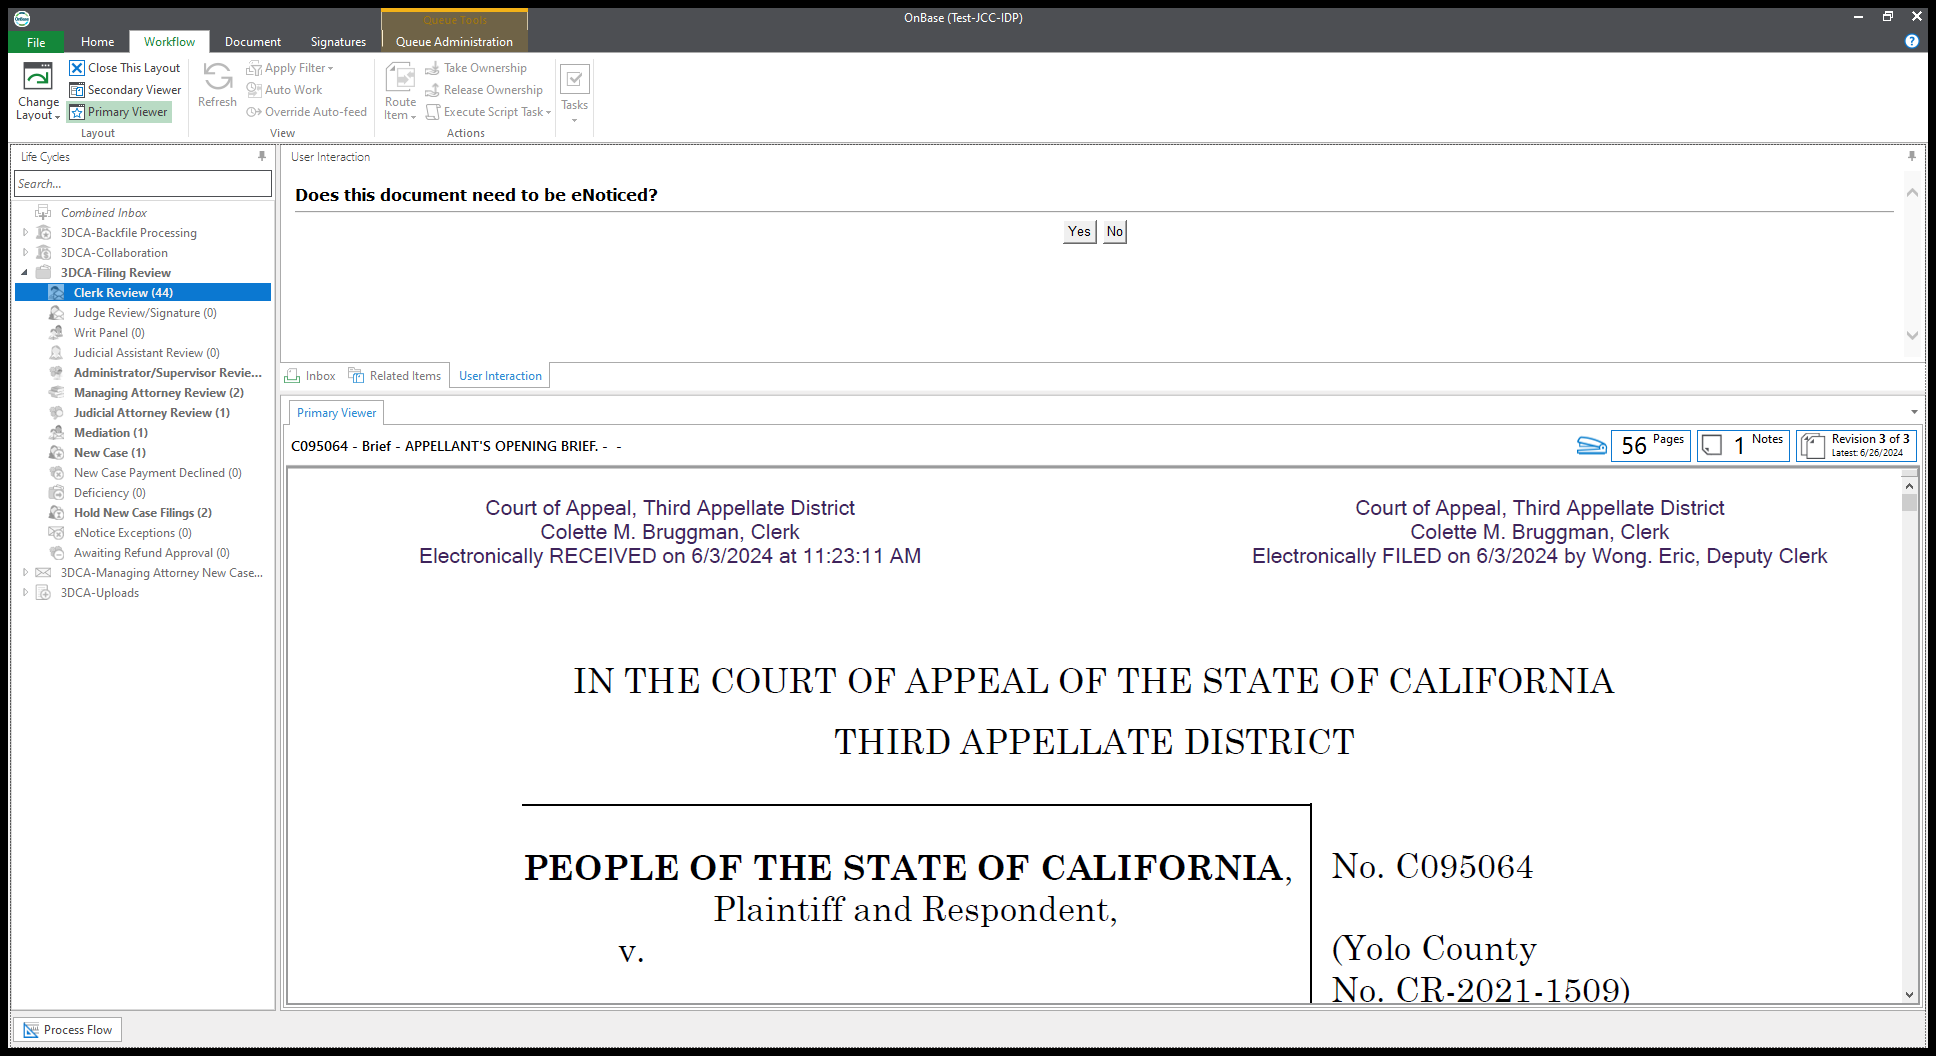 OnBase
OnBase (Test-JCC-IDP)
Queue Tools
File
Home
Workflow
Document
Signatures
Queue Administration
Change
Layout
Close This Layout
Secondary Viewer
Primary Viewer
Layout
Refresh
Apply Filter
Auto Work
Override Auto-feed
View
Route
Item
Take Ownership
Release Ownership
Execute Script Task
Actions
Tasks
Life Cycles
Search...
Combined Inbox
3DCA-Backfile Processing
3DCA-Collaboration
3DCA-Filing Review
Clerk Review (44)
Judge Review/Signature (0)
Writ Panel (0)
Judicial Assistant Review (0)
Administrator/Supervisor Revie...
Managing Attorney Review (2)
Judicial Attorney Review (1)
Mediation (1)
New Case (1)
New Case Payment Declined (0)
Deficiency (0)
Hold New Case Filings (2)
eNotice Exceptions (0)
Awaiting Refund Approval (0)
3DCA-Managing Attorney New Case...
3DCA-Uploads
Process Flow
User Interaction
Does this document need to be eNoticed?
Yes No
Inbox Related Items User Interaction
Primary Viewer
C095064 - Brief - APPELLANT'S OPENING BRIEF. - -
56 Pages
1 Notes
Revision 3 of 3
Latest: 6/26/2024
Court of Appeal, Third Appellate District
Colette M. Bruggman, Clerk
Electronically RECEIVED on 6/3/2024 at 11:23:11 AM
Court of Appeal, Third Appellate District
Colette M. Bruggman, Clerk
Electronically FILED on 6/3/2024 by Wong. Eric, Deputy Clerk
IN THE COURT OF APPEAL OF THE STATE OF CALIFORNIA
THIRD APPELLATE DISTRICT
PEOPLE OF THE STATE OF CALIFORNIA,
Plaintiff and Respondent,
v.
No. C095064
(Yolo County
No. CR-2021-1509)